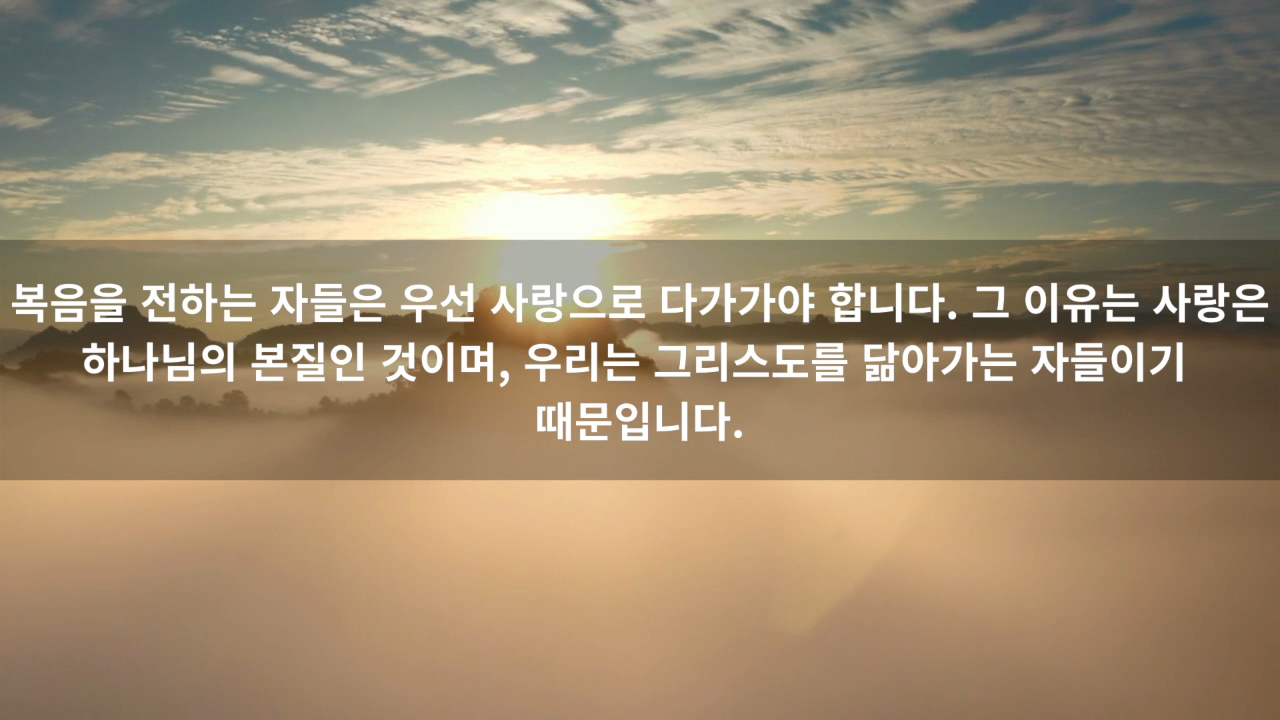 복음을 전하는 자들은 우선 사랑으로 다가가야 합니다. 그 이유는 사랑은
하나님의 본질인 것이며, 우리는 그리스도를 닮아가는 자들이기
때문입니다.